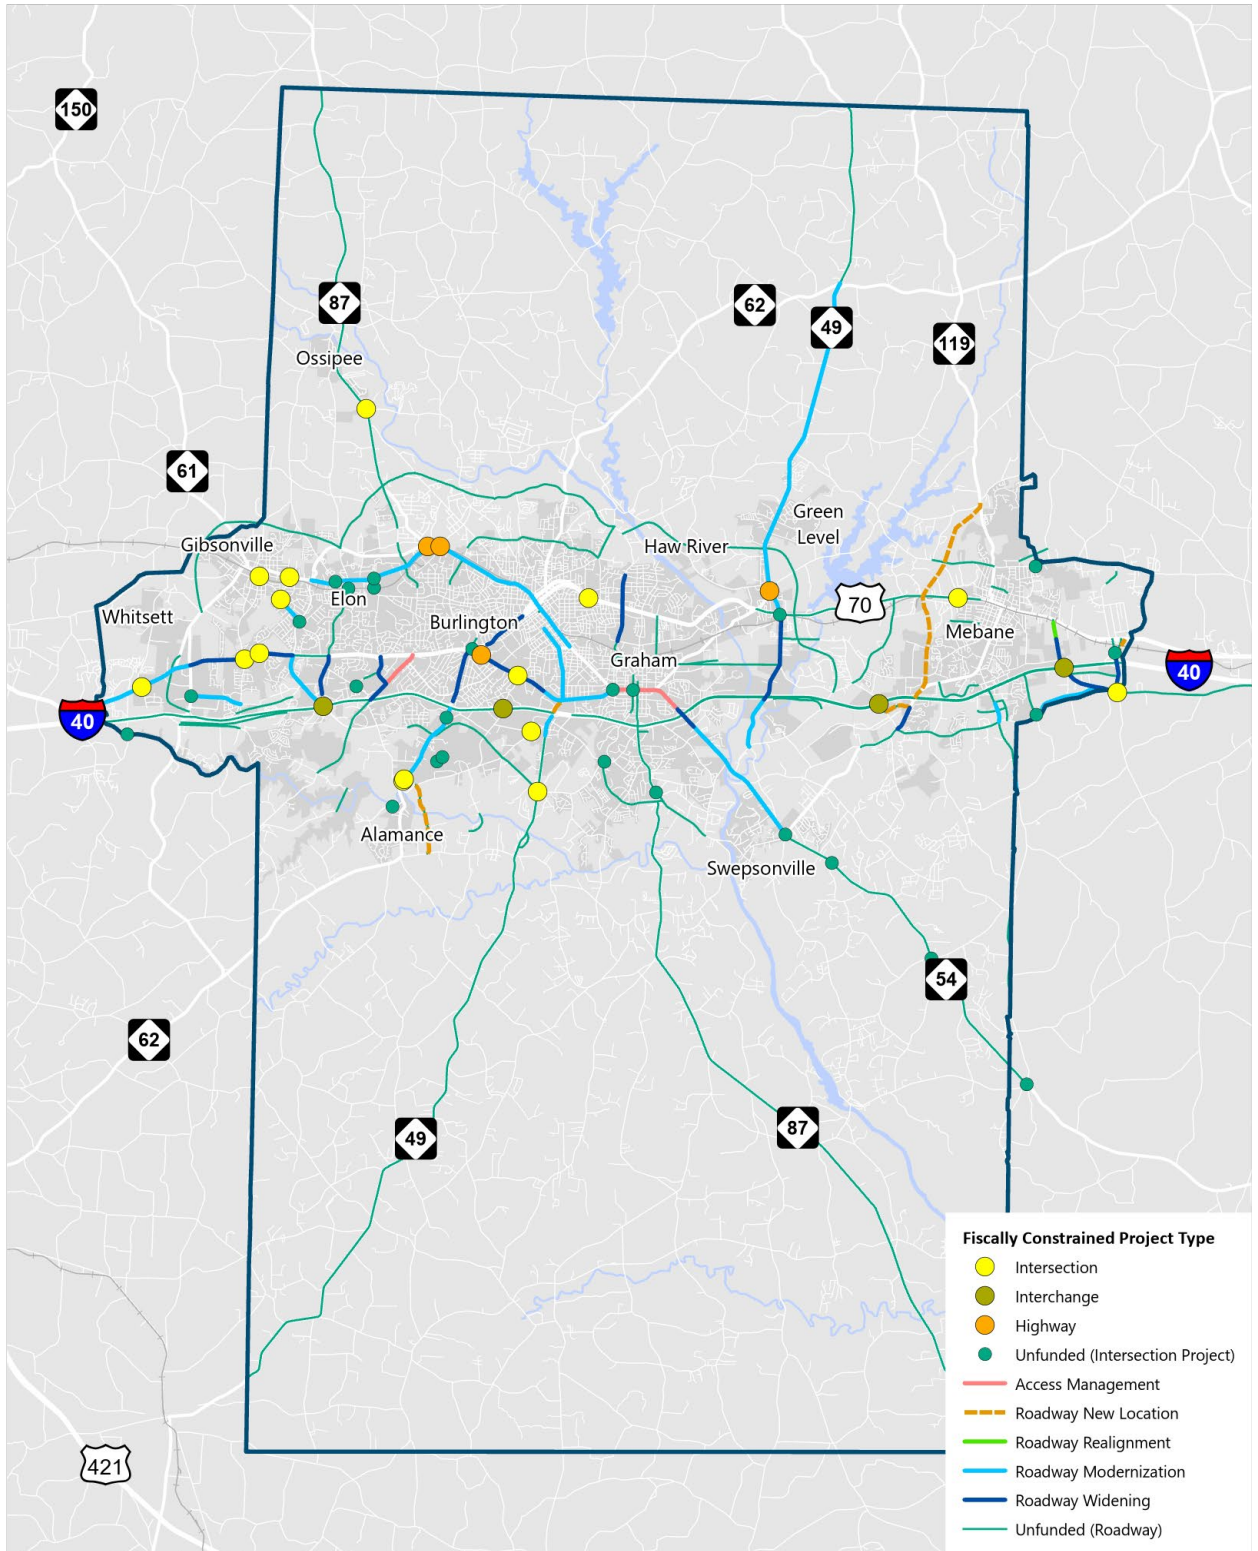 150
87
62
49
119
Ossipee
61
Green
Level
Gibsonville
Haw River
Elon
70
Whitsett
Burlington
Mebane
Graham
40
40
Alamance
Swepsonville
54
62
49
87
421
Fiscally Constrained Project Type
Intersection
Interchange
Highway
Unfunded (Intersection Project)
Access Management
Roadway New Location
Roadway Realignment
Roadway Modernization
Roadway Widening
Unfunded (Roadway)